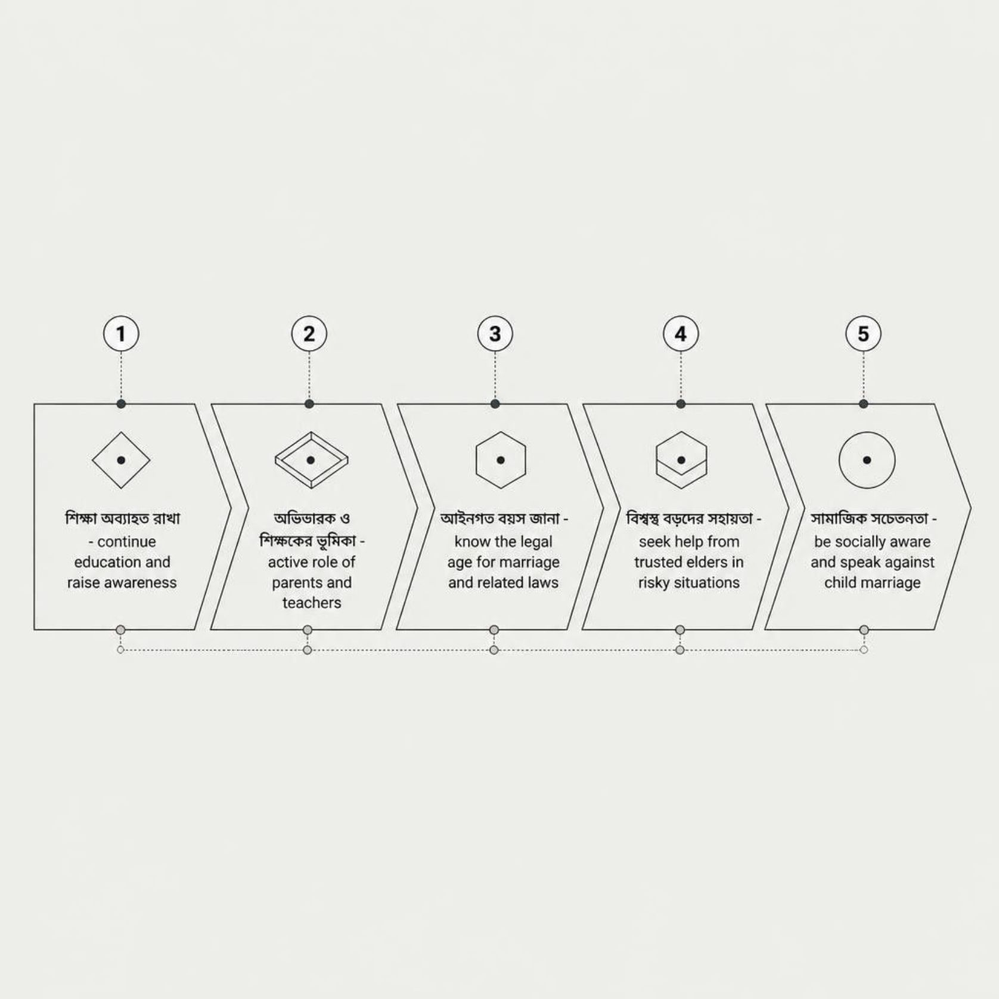 1
2
3
4
5
শিক্ষা অব্যাহত রাখা
- continue
education and
raise awareness
অভিভারক ও
শিক্ষকের ভূমিকা -
active role of
parents and
teachers
আইনগত বয়স জানা -
know the legal
age for marriage
and related laws
বিশ্বস্থ বড়দের সহায়তা -
seek help from
trusted elders in
risky situations
সামাজিক সচেতনতা -
be socially aware
and speak against
child marriage